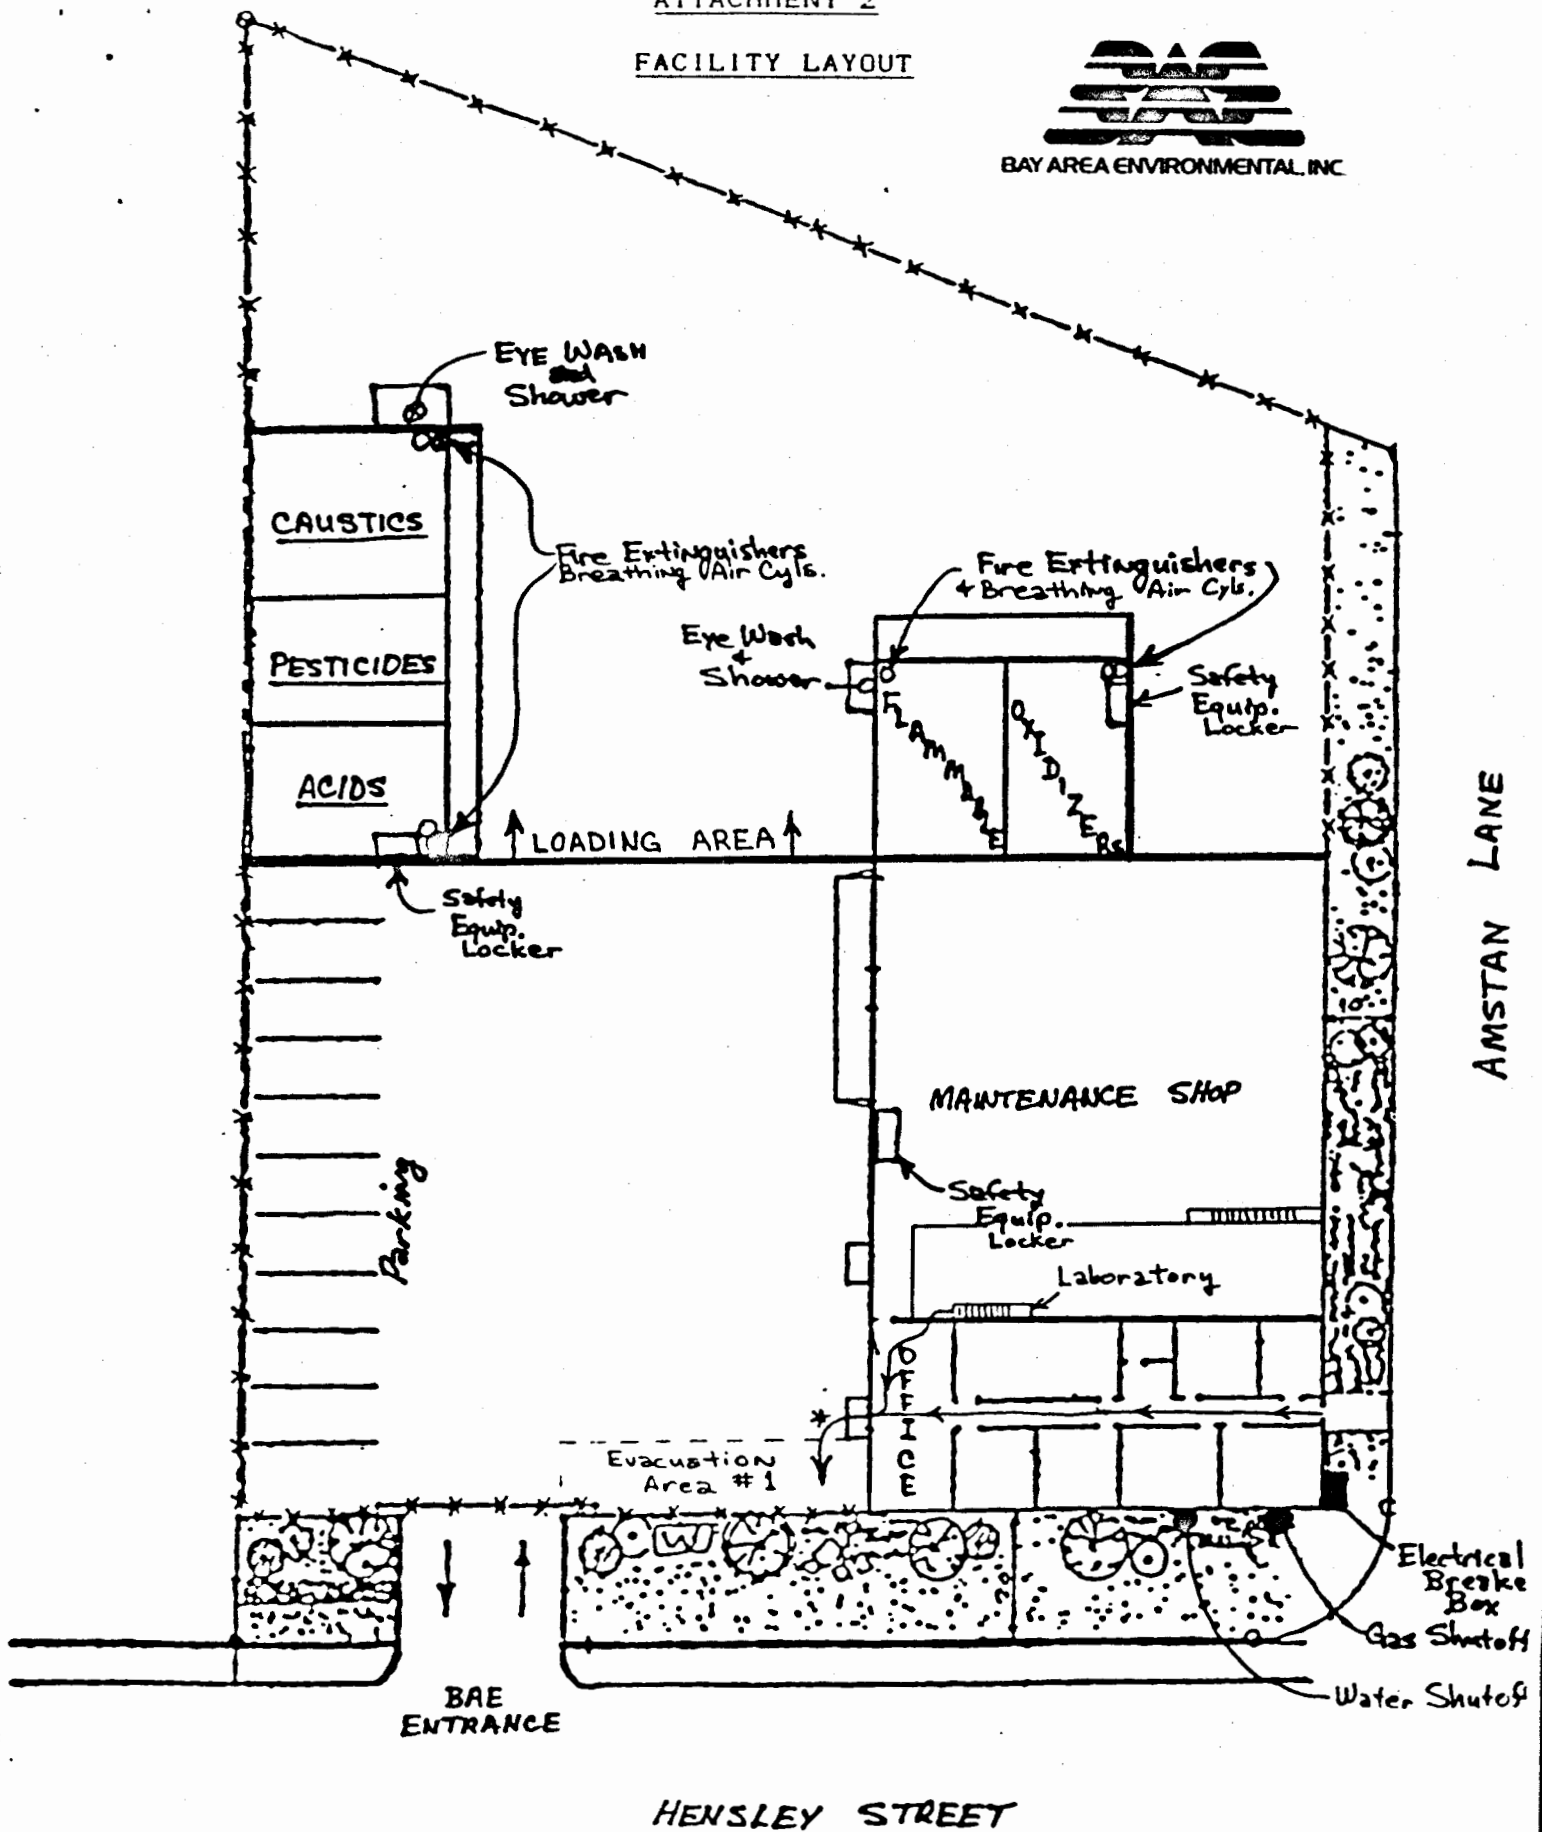 ATTACHMENT 2
FACILITY LAYOUT
BAY AREA ENVIRONMENTAL, INC
EYE WASH
and
Shower
CAUSTICS
Fire Extinguishers
Breathing Air Cyls.
Fire Extinguishers
+ Breathing Air Cyls.
PESTICIDES
Eye Wash
+
Shower
Safety
Equip.
Locker
FLAMMABLE
OXIDIZERS
ACIDS
LOADING AREA
Safety
Equip.
Locker
AMSTAN LANE
10'
MAINTENANCE SHOP
Parking
Safety
Equip.
Locker
Laboratory
OFFICE
*
Evacuation
Area #1
W
20'
Electrical
Breake
Box
Gas Shutoff
Water Shutoff
BAE
ENTRANCE
HENSLEY STREET